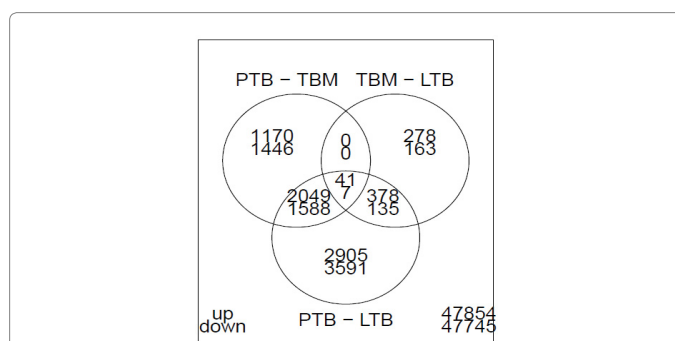 PTB – TBM TBM – LTB
1170 0 278
1446 0 163
41
7
2049 378
1588 135
2905
3591
up 47854
down 47745
PTB – LTB